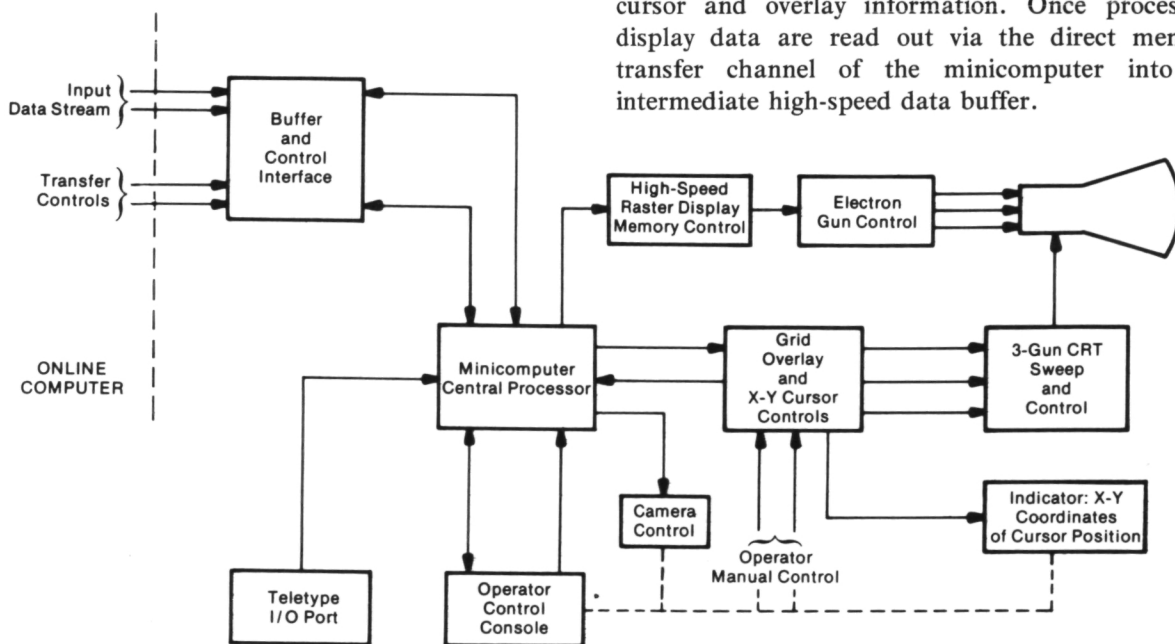 cursor and overlay information. Once proces
display data are read out via the direct mer
transfer channel of the minicomputer into
intermediate high-speed data buffer.
Input
Data Stream
Transfer
Controls
Buffer
and
Control
Interface
High-Speed
Raster Display
Memory Control
Electron
Gun Control
ONLINE
COMPUTER
Minicomputer
Central Processor
Grid
Overlay
and
X-Y Cursor
Controls
3-Gun CRT
Sweep
and
Control
Camera
Control
Operator
Manual Control
Indicator: X-Y
Coordinates
of Cursor Position
Teletype
I/O Port
Operator
Control
Console